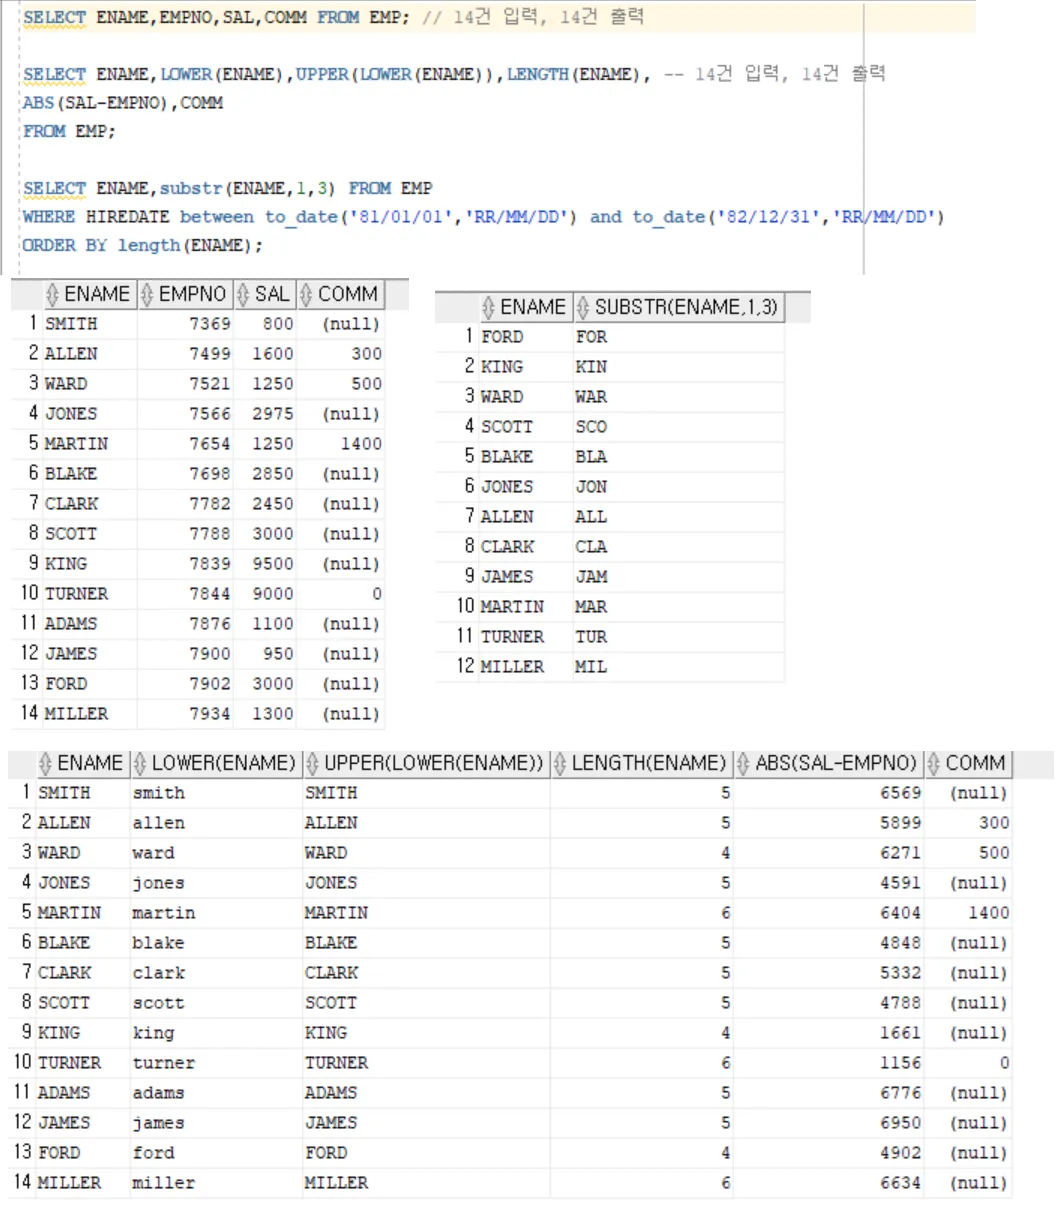 SELECT ENAME,EMPNO,SAL,COMM FROM EMP; // 14건 입력, 14건 출력
SELECT ENAME,LOWER(ENAME),UPPER(LOWER(ENAME)),LENGTH(ENAME), -- 14건 입력, 14건 출력
ABS(SAL-EMPNO),COMM
FROM EMP;
SELECT ENAME,substr(ENAME,1,3) FROM EMP
WHERE HIREDATE between to_date('81/01/01','RR/MM/DD') and to_date('82/12/31','RR/MM/DD')
ORDER BY length(ENAME);
ENAME EMPNO SAL COMM
1 SMITH 7369 800 (null)
2 ALLEN 7499 1600 300
3 WARD 7521 1250 500
4 JONES 7566 2975 (null)
5 MARTIN 7654 1250 1400
6 BLAKE 7698 2850 (null)
7 CLARK 7782 2450 (null)
8 SCOTT 7788 3000 (null)
9 KING 7839 9500 (null)
10 TURNER 7844 9000 0
11 ADAMS 7876 1100 (null)
12 JAMES 7900 950 (null)
13 FORD 7902 3000 (null)
14 MILLER 7934 1300 (null)
ENAME SUBSTR(ENAME,1,3)
1 FORD FOR
2 KING KIN
3 WARD WAR
4 SCOTT SCO
5 BLAKE BLA
6 JONES JON
7 ALLEN ALL
8 CLARK CLA
9 JAMES JAM
10 MARTIN MAR
11 TURNER TUR
12 MILLER MIL
ENAME LOWER(ENAME) UPPER(LOWER(ENAME)) LENGTH(ENAME) ABS(SAL-EMPNO) COMM
1 SMITH smith SMITH 5 6569 (null)
2 ALLEN allen ALLEN 5 5899 300
3 WARD ward WARD 4 6271 500
4 JONES jones JONES 5 4591 (null)
5 MARTIN martin MARTIN 6 6404 1400
6 BLAKE blake BLAKE 5 4848 (null)
7 CLARK clark CLARK 5 5332 (null)
8 SCOTT scott SCOTT 5 4788 (null)
9 KING king KING 4 1661 (null)
10 TURNER turner TURNER 6 1156 0
11 ADAMS adams ADAMS 5 6776 (null)
12 JAMES james JAMES 5 6950 (null)
13 FORD ford FORD 4 4902 (null)
14 MILLER miller MILLER 6 6634 (null)